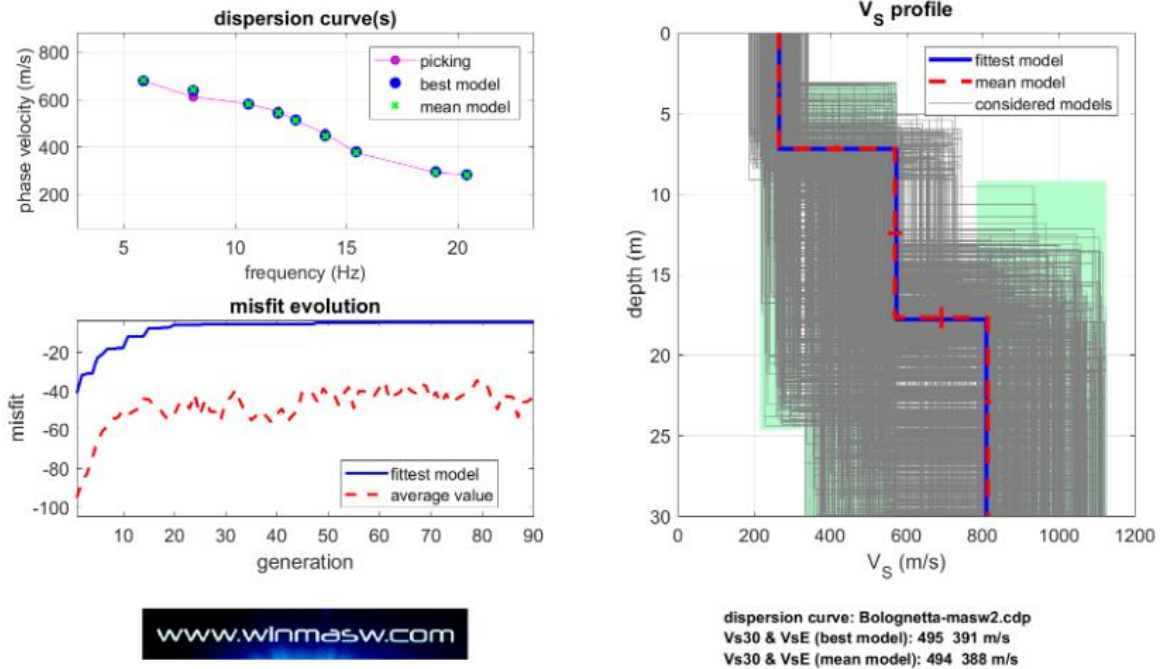 dispersion curve(s)
800
600
400
200
phase velocity (m/s)
picking
best model
mean model
5
10
15
20
frequency (Hz)
misfit evolution
-20
-40
-60
-80
-100
misfit
fittest model
average value
10
20
30
40
50
60
70
80
90
generation
www.winmasw.com
VS profile
0
5
10
15
20
25
30
depth (m)
fittest model
mean model
considered models
0
200
400
600
800
1000
1200
VS (m/s)
dispersion curve: Bolognetta-masw2.cdp
Vs30 & VsE (best model): 495 391 m/s
Vs30 & VsE (mean model): 494 388 m/s